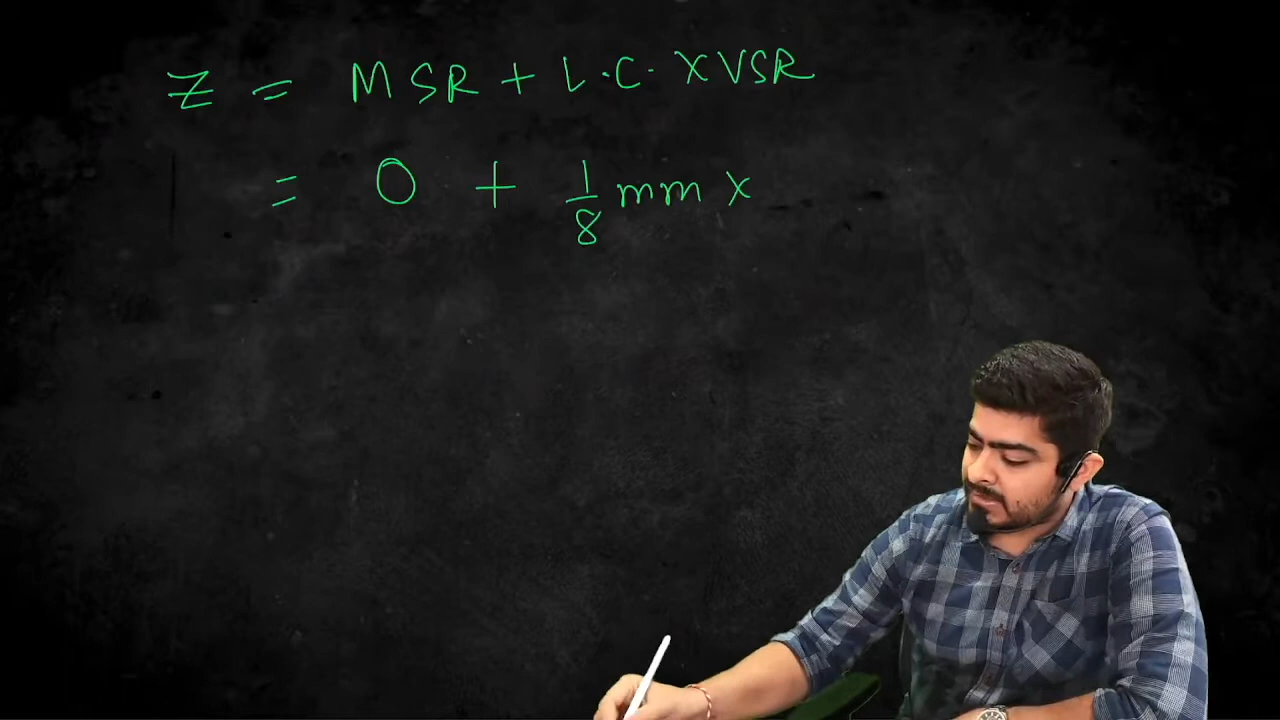 Z = MSR + L.C. X VSR
= 0 + 1/8 mm x